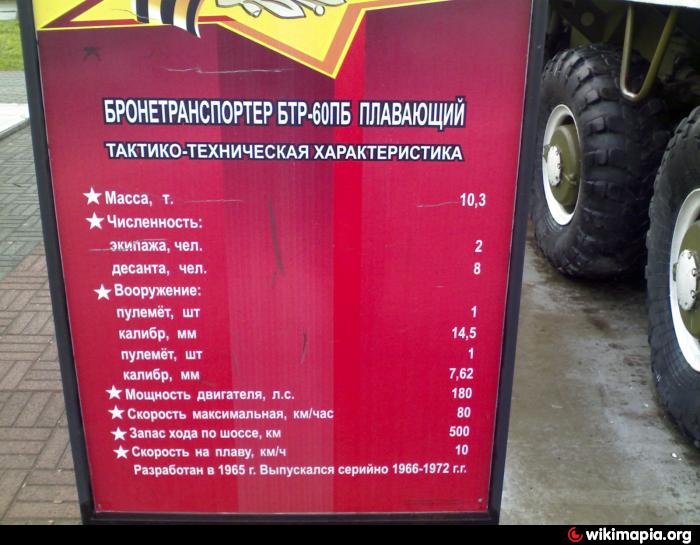 БРОНЕТРАНСПОРТЕР БТР-60ПБ ПЛАВАЮЩИЙ
ТАКТИКО-ТЕХНИЧЕСКАЯ ХАРАКТЕРИСТИКА
Масса, т. 10,3
Численность:
экипажа, чел. 2
десанта, чел. 8
Вооружение:
пулемёт, шт 1
калибр, мм 14,5
пулемёт, шт 1
калибр, мм 7,62
Мощность двигателя, л.с. 180
Скорость максимальная, км/час 80
Запас хода по шоссе, км 500
Скорость на плаву, км/ч 10
Разработан в 1965 г. Выпускался серийно 1966-1972 г.г.
wikimapia.org